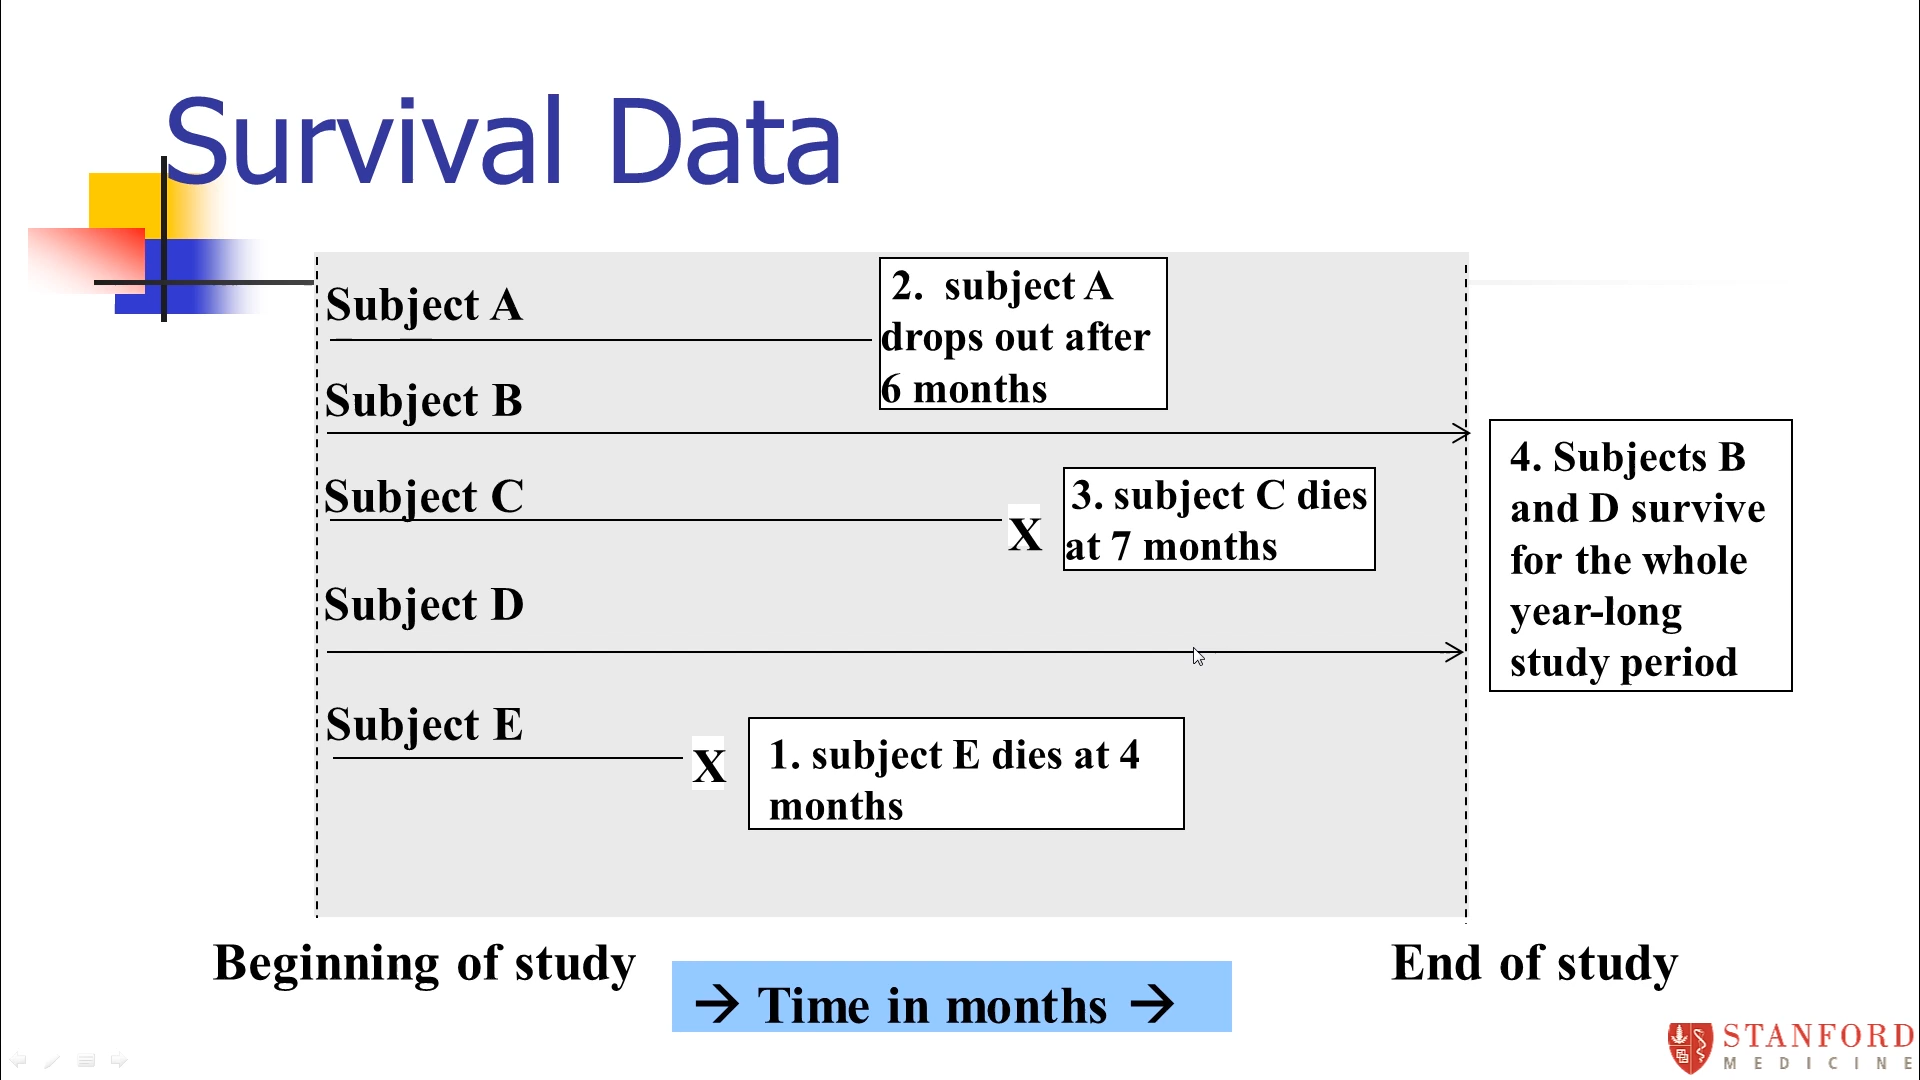 Survival Data
Subject A
2. subject A
drops out after
6 months
Subject B
Subject C
X
3. subject C dies
at 7 months
4. Subjects B
and D survive
for the whole
year-long
study period
Subject D
Subject E
X
1. subject E dies at 4
months
Beginning of study
→ Time in months →
End of study
STANFORD
MEDICINE